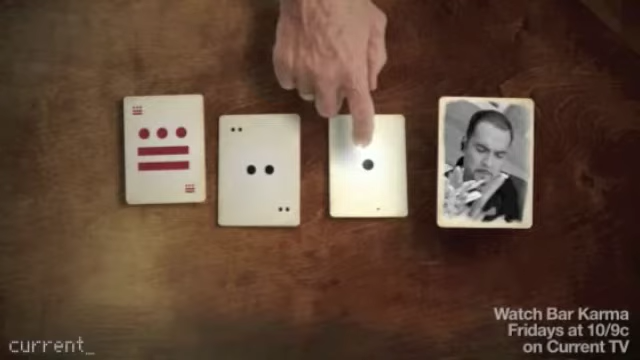 Watch Bar Karma
Fridays at 10/9c
on Current TV
current_